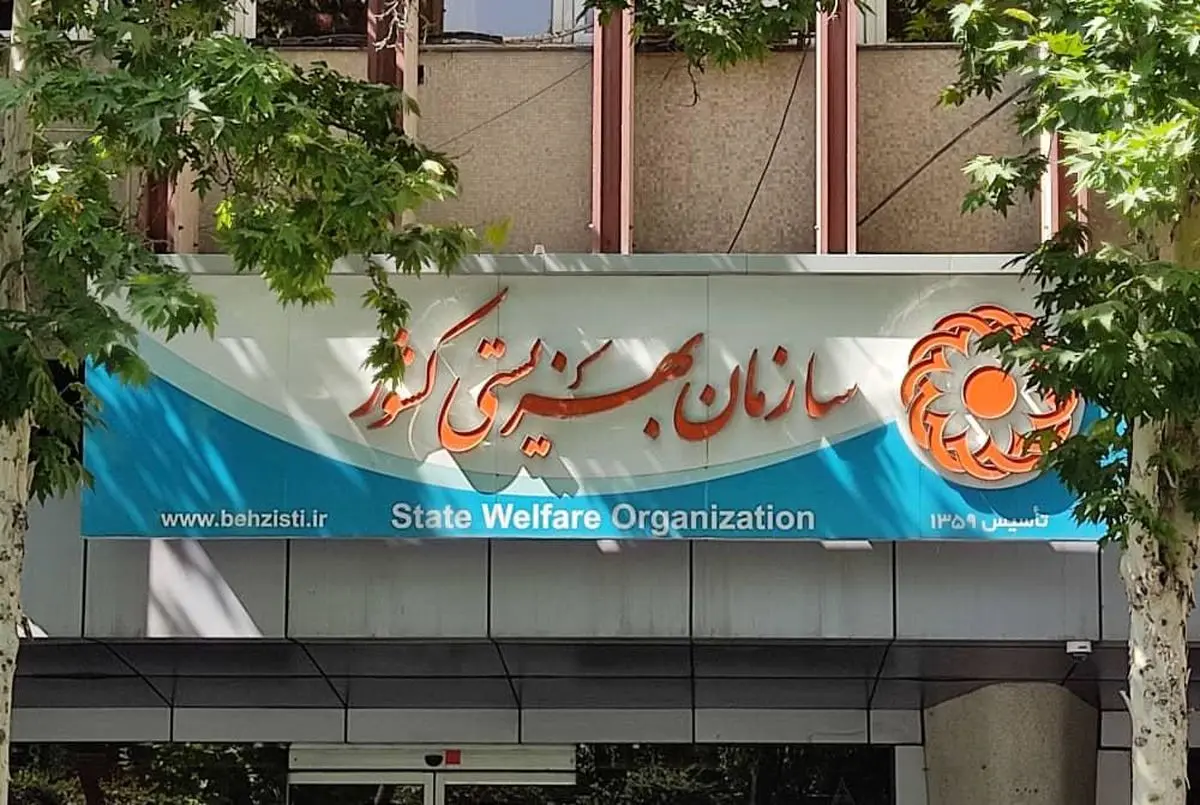 سازمان بهزیستی کشور
www.behzisti.ir
State Welfare Organization
تأسیس ۱۳۵۹